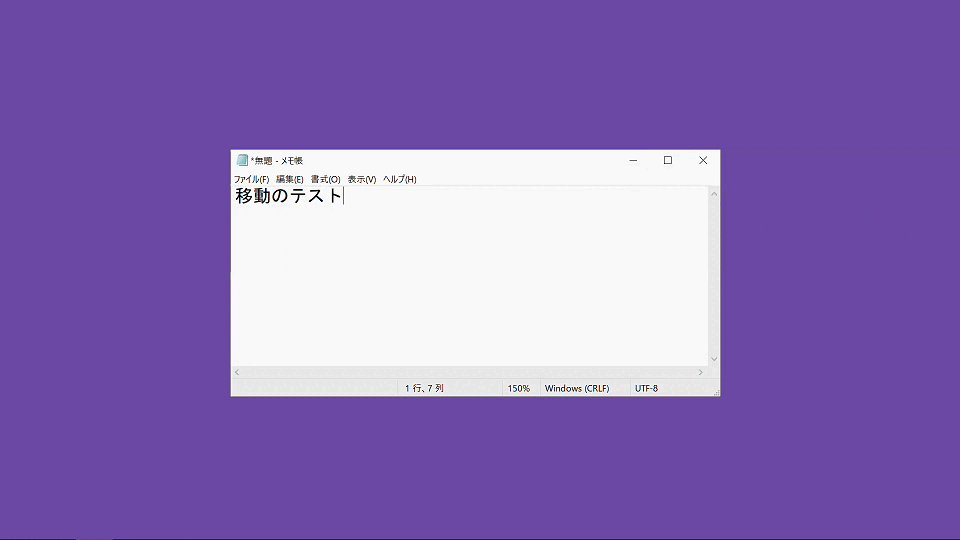 *無題 - メモ帳
ファイル(F) 編集(E) 書式(O) 表示(V) ヘルプ(H)
移動のテスト
1 行、7 列 150% Windows (CRLF) UTF-8